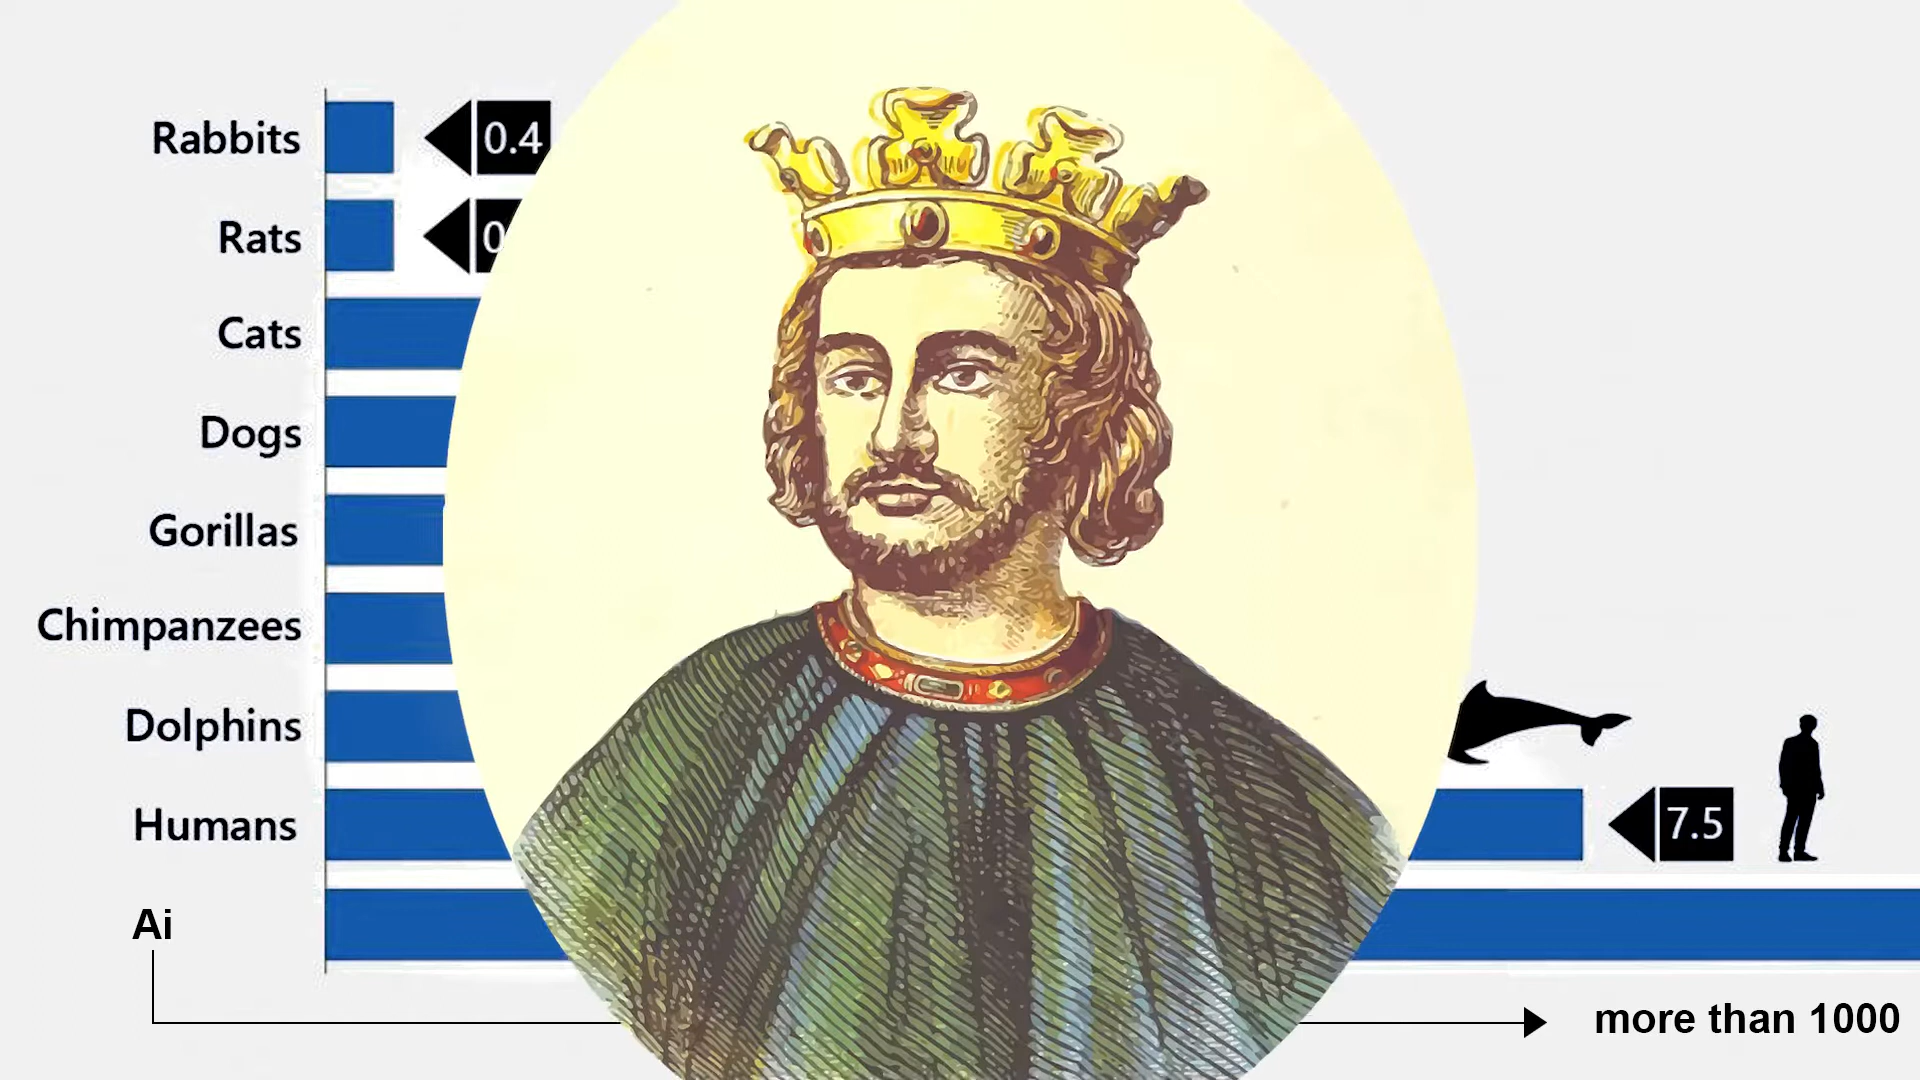 Rabbits 0.4
Rats
Cats
Dogs
Gorillas
Chimpanzees
Dolphins
Humans 7.5
Ai
more than 1000